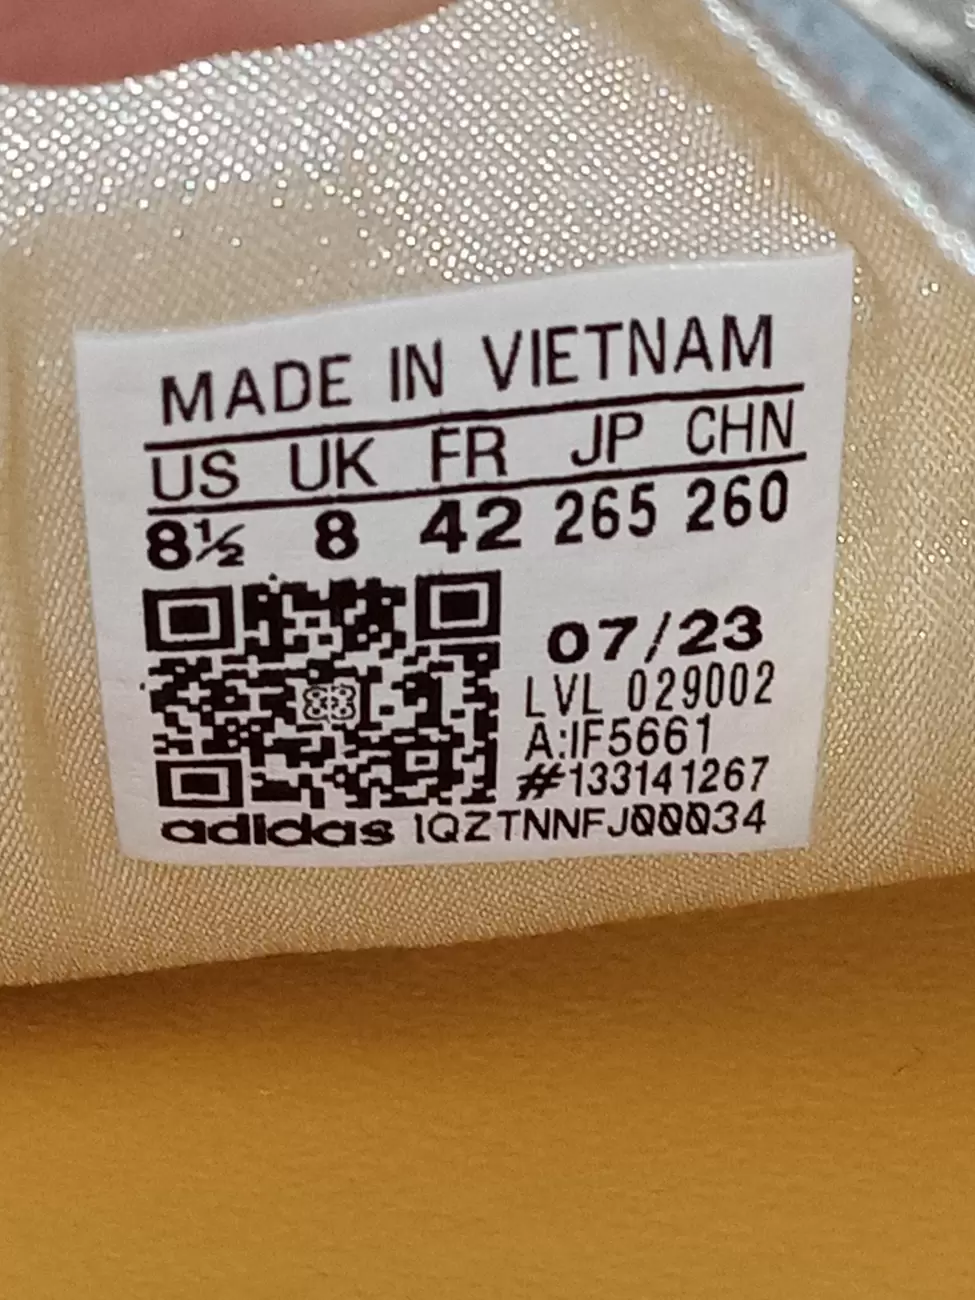 MADE IN VIETNAM
US UK FR JP CHN
8½ 8 42 265 260
07/23
LVL 029002
A:IF5661
#133141267
adidas 1QZTNNFJ00034